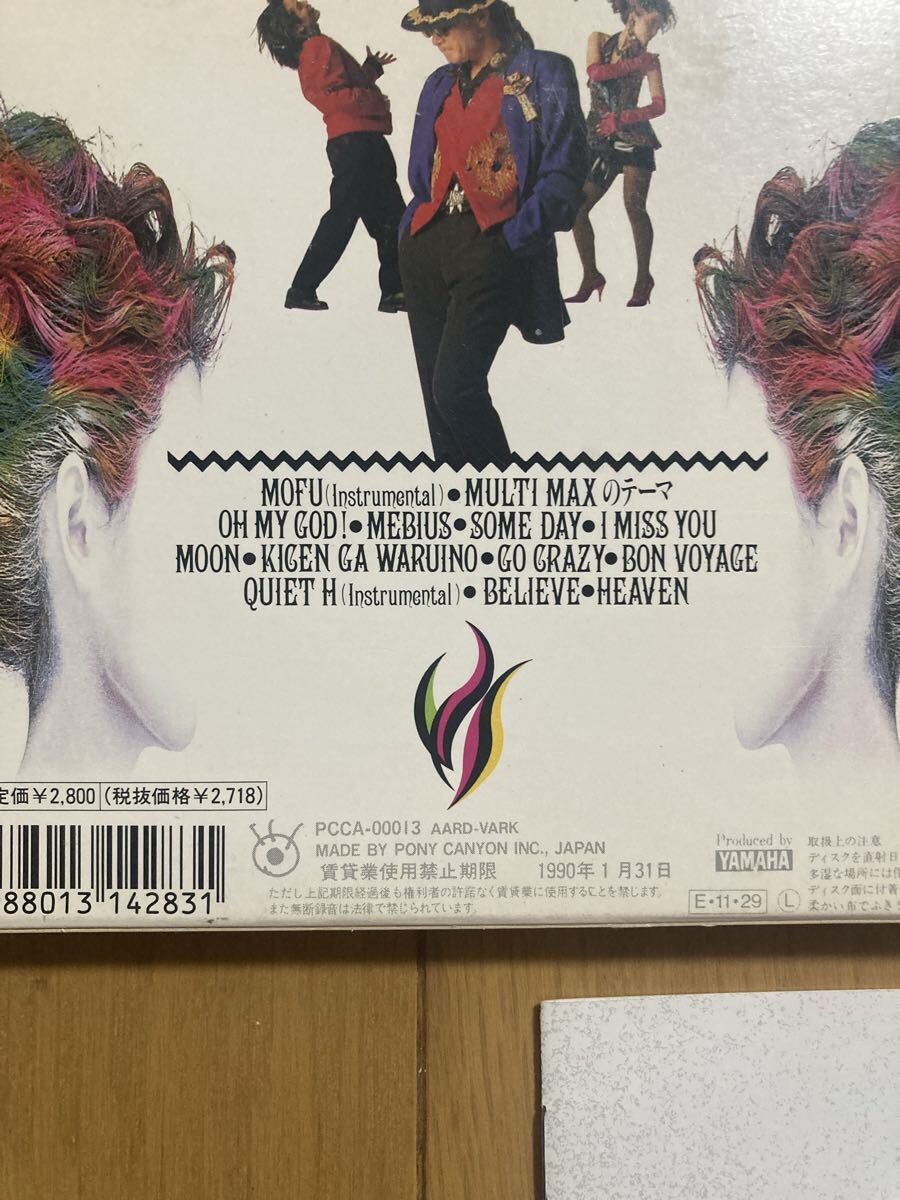 MOFU(Instrumental)•MULTI MAXのテーマ
OH MY GOD!•MEBIUS•SOME DAY•I MISS YOU
MOON•KIGEN GA WARUINO•GO CRAZY•BON VOYAGE
QUIET H(Instrumental)•BELIEVE•HEAVEN
定価¥2,800 (税抜価格¥2,718)
88013 142831
PCCA-00013 AARD-VARK
MADE BY PONY CANYON INC., JAPAN
賃貸業使用禁止期限 1990年1月31日
ただし上記期限経過後も権利者の許諾なく賃貸業に使用することを禁じます。
また無断録音は法律で禁じられています。
Produced by
YAMAHA
E•11•29 L
取扱上の注意
ディスクを直射日
多湿な場所には
ディスク面に付着
柔かい布でふき